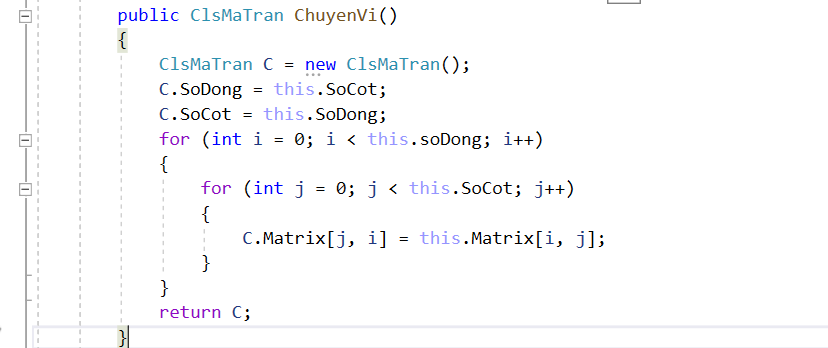 public ClsMaTran ChuyenVi()
{
ClsMaTran C = new ClsMaTran();
C.SoDong = this.SoCot;
C.SoCot = this.SoDong;
for (int i = 0; i < this.soDong; i++)
{
for (int j = 0; j < this.SoCot; j++)
{
C.Matrix[j, i] = this.Matrix[i, j];
}
}
return C;
}